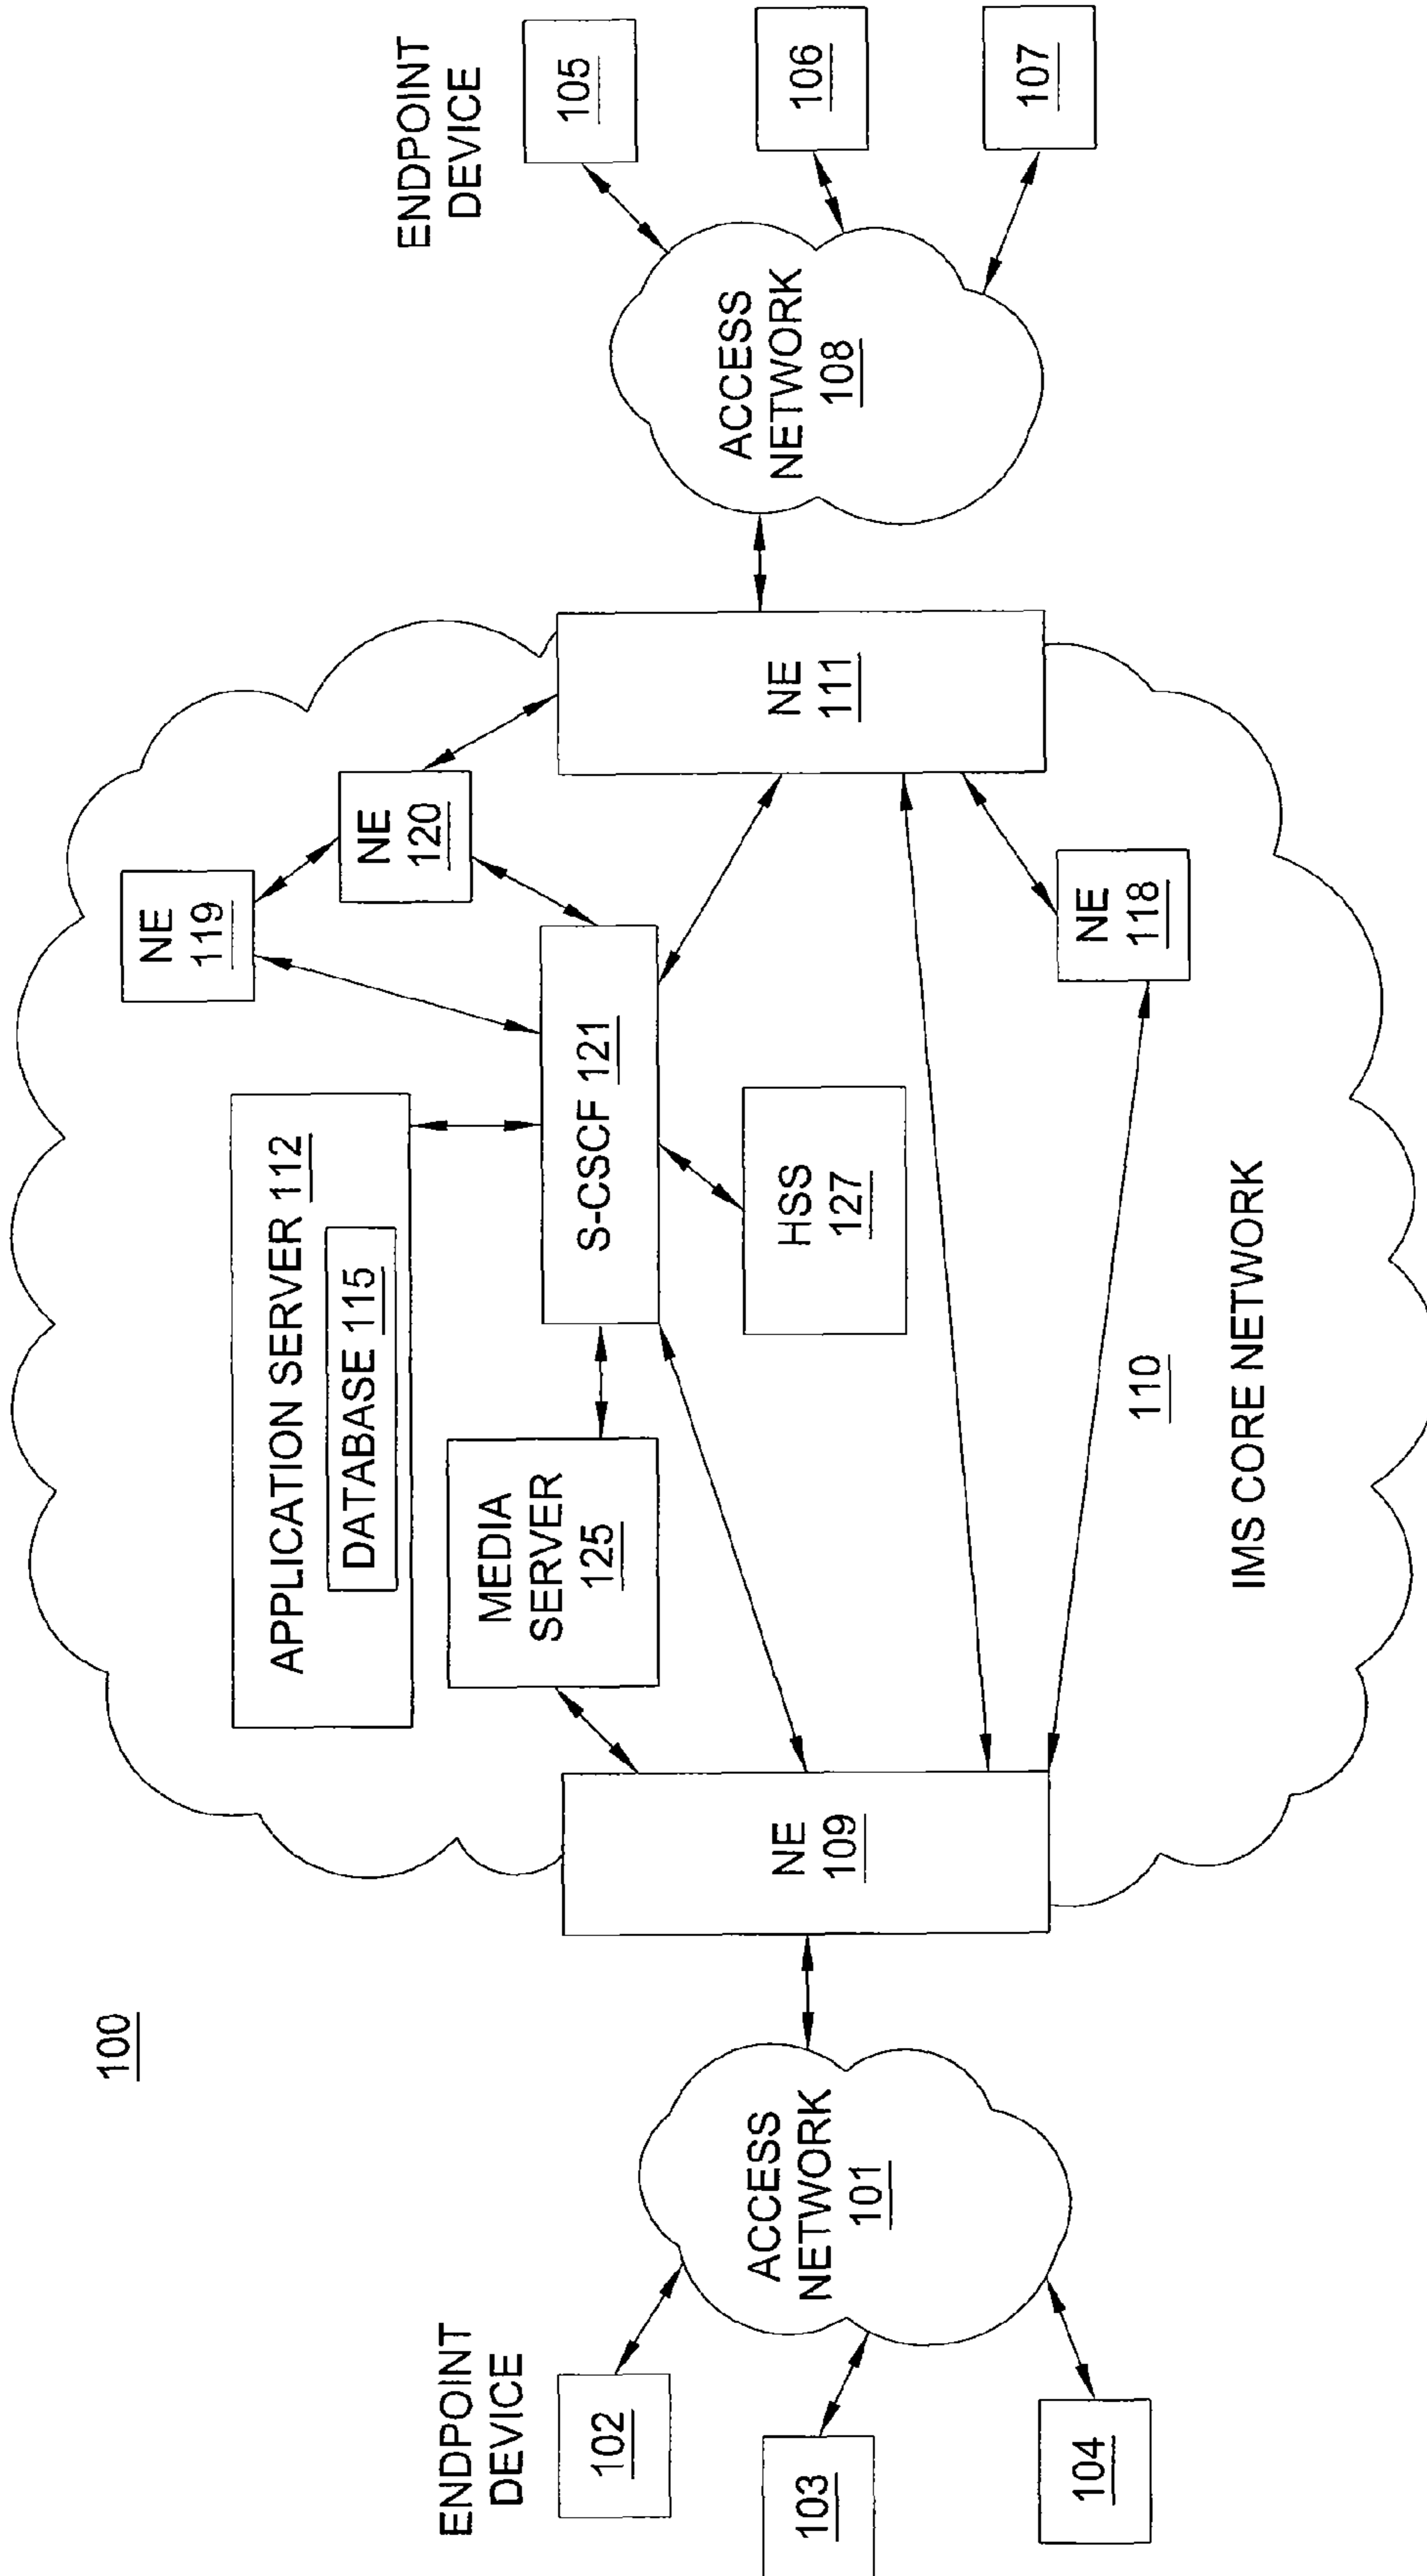 100
ENDPOINT
DEVICE
102
103
104
ACCESS
NETWORK
101
NE
109
APPLICATION SERVER 112
DATABASE 115
MEDIA
SERVER
125
S-CSCF 121
HSS
127
NE
119
NE
120
NE
111
NE
118
110
IMS CORE NETWORK
ACCESS
NETWORK
108
ENDPOINT
DEVICE
105
106
107